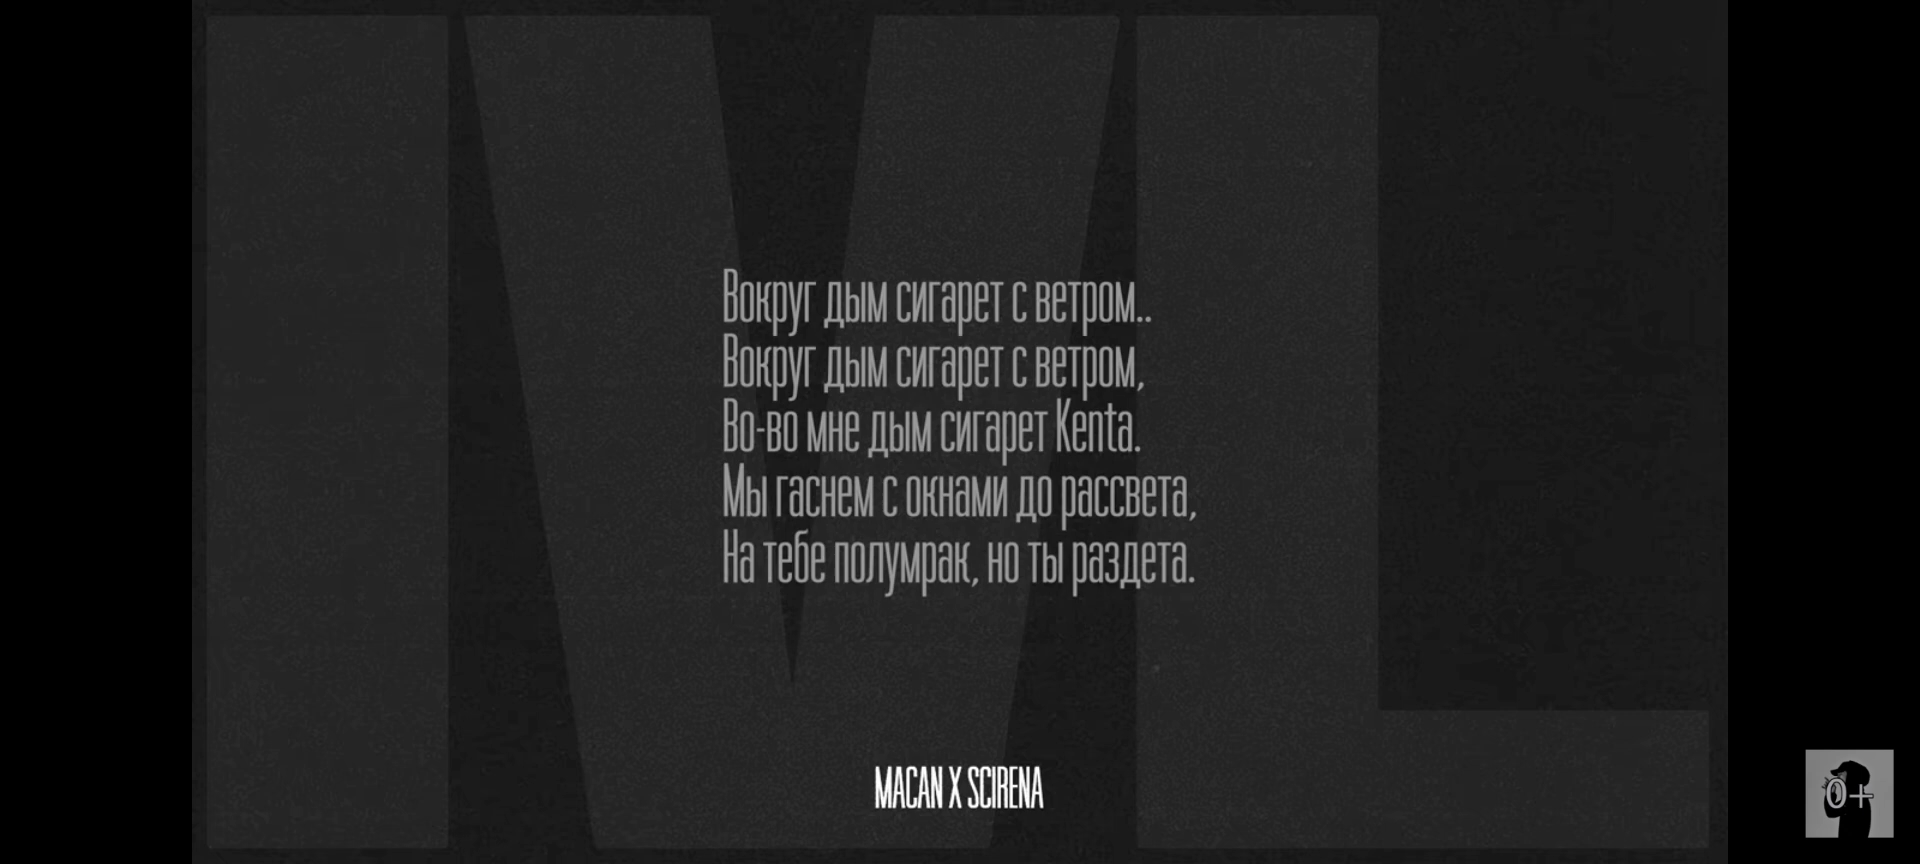 IVL
Вокруг дым сигарет с ветром..
Вокруг дым сигарет с ветром,
Во-во мне дым сигарет Kenta.
Мы гаснем с окнами до рассвета,
На тебе полумрак, но ты раздета.
MACAN X SCIRENA
0+